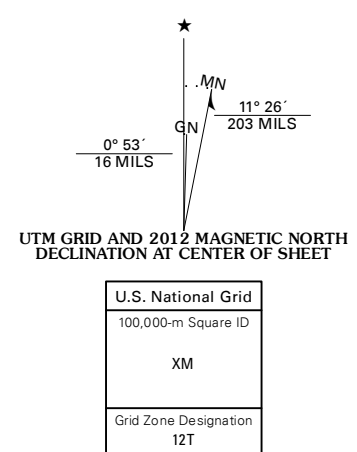 ★
MN
GN
11° 26´
203 MILS
0° 53´
16 MILS
UTM GRID AND 2012 MAGNETIC NORTH
DECLINATION AT CENTER OF SHEET
U.S. National Grid
100,000-m Square ID
XM
Grid Zone Designation
12T